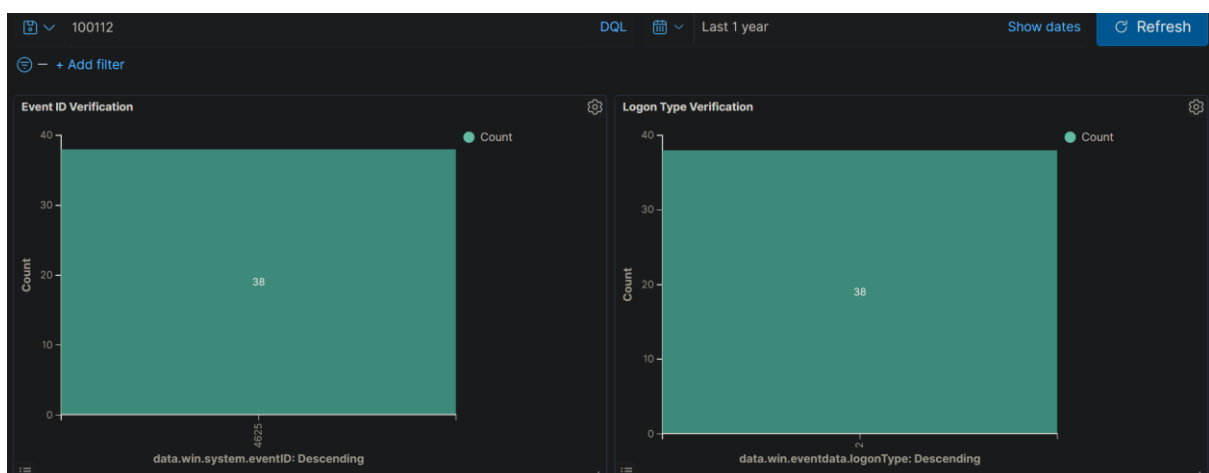 100112 DQL Last 1 year Show dates Refresh
+ Add filter
Event ID Verification
40
30
20
10
0
Count
38
4625
data.win.system.eventID: Descending
Count
Logon Type Verification
40
30
20
10
0
Count
38
2
data.win.eventdata.logonType: Descending
Count